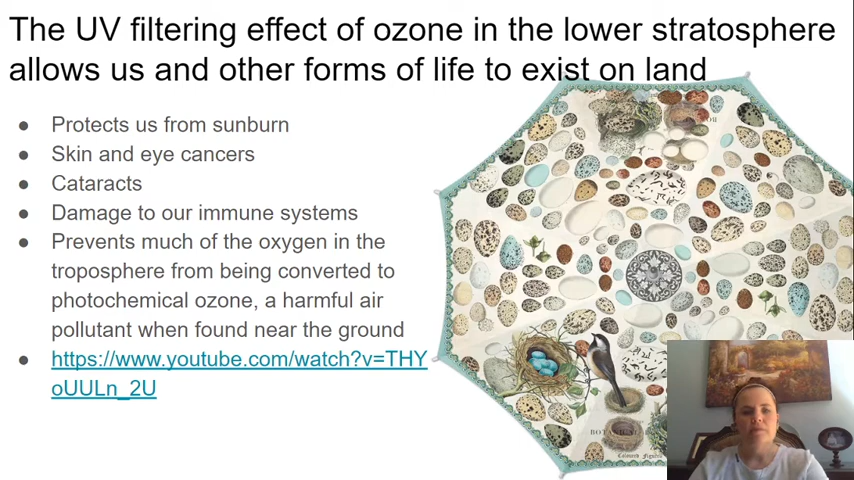 The UV filtering effect of ozone in the lower stratosphere
allows us and other forms of life to exist on land
● Protects us from sunburn
● Skin and eye cancers
● Cataracts
● Damage to our immune systems
● Prevents much of the oxygen in the
troposphere from being converted to
photochemical ozone, a harmful air
pollutant when found near the ground
● https://www.youtube.com/watch?v=THY
oUULn_2U